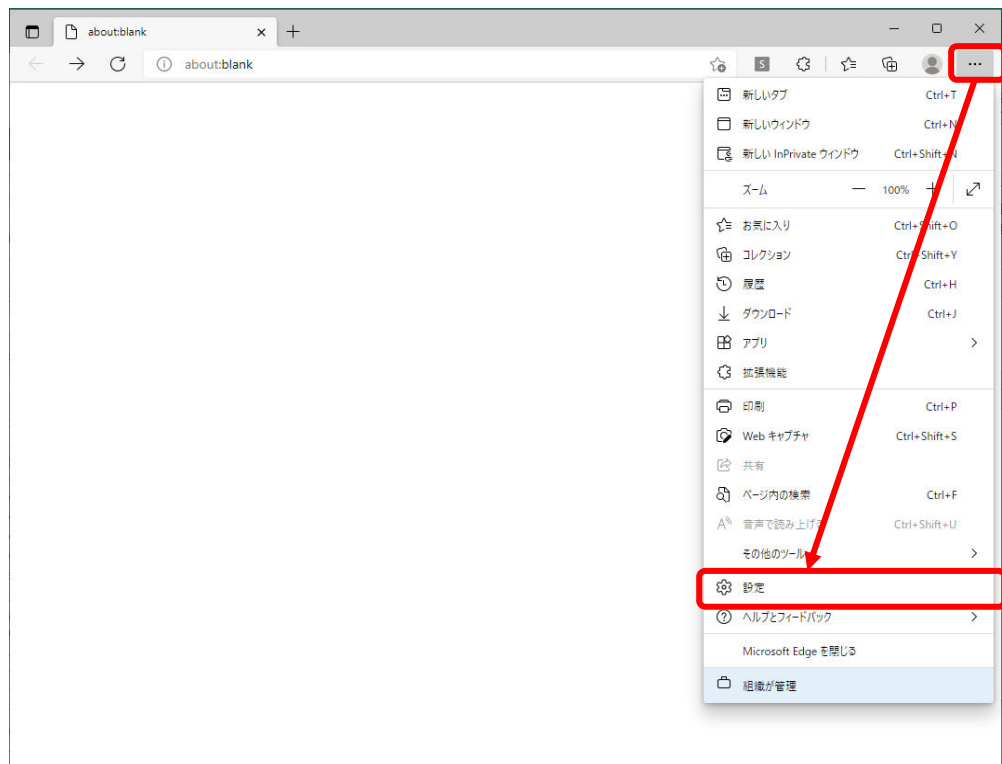 about:blank
about:blank
S
新しいタブ Ctrl+T
新しいウィンドウ Ctrl+N
新しい InPrivate ウィンドウ Ctrl+Shift+N
ズーム 100%
お気に入り Ctrl+Shift+O
コレクション Ctrl+Shift+Y
履歴 Ctrl+H
ダウンロード Ctrl+J
アプリ
拡張機能
印刷 Ctrl+P
Web キャプチャ Ctrl+Shift+S
共有
ページ内の検索 Ctrl+F
音声で読み上げる Ctrl+Shift+U
その他のツール
設定
ヘルプとフィードバック
Microsoft Edge を閉じる
組織が管理